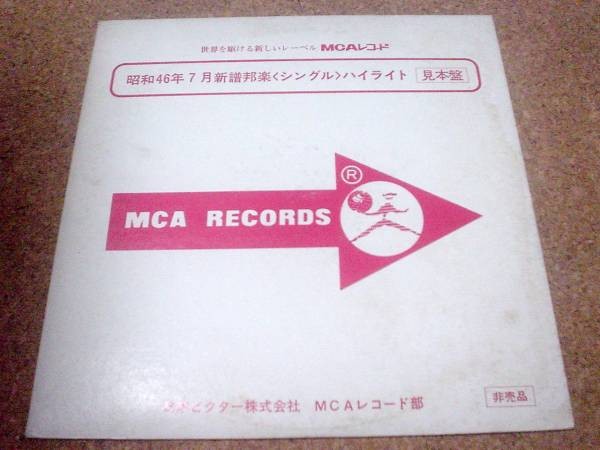 世界を駆ける新しいレーベル MCAレコード
昭和46年7月新譜邦楽<シングル>ハイライト 見本盤
®
MCA RECORDS
ビクター株式会社 MCAレコード部
非売品